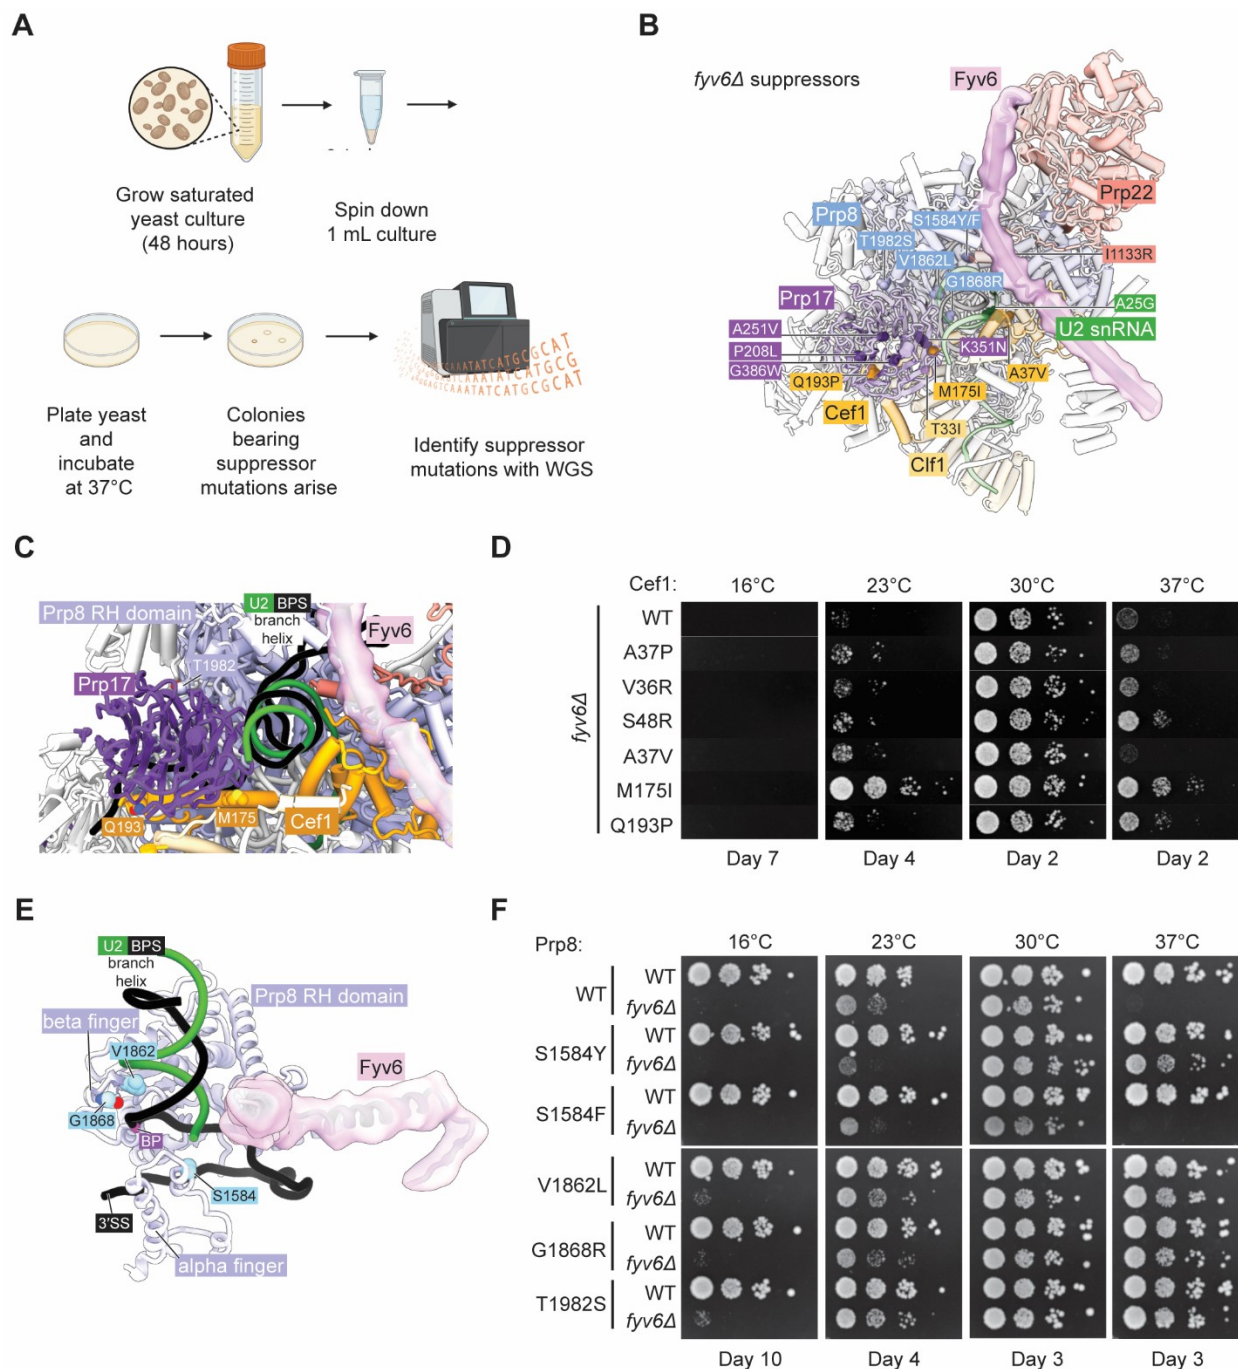 A
Grow saturated
yeast culture
(48 hours)
Spin down
1 mL culture
Plate yeast
and
incubate
at 37°C
Colonies
bearing
suppressor
mutations arise
Identify suppressor
mutations with WGS
B
fyv6Δ suppressors
Fyv6
Prp22
Prp8
S1584Y/F
T1982S
V1862L
I1133R
G1868R
Prp17
A25G
U2 snRNA
A251V
K351N
P208L
G386W
A37V
Q193P
M175I
Cef1
T33I
Clf1
C
Prp8 RH domain
U2 BPS
branch
helix
Fyv6
T1982
Prp17
Q193
M175
Cef1
D
Cef1: 16°C 23°C 30°C 37°C
fyv6Δ
WT
A37P
V36R
S48R
A37V
M175I
Q193P
Day 7 Day 4 Day 2 Day 2
E
U2 BPS
branch
helix
Prp8 RH domain
beta finger
V1862
Fyv6
G1868
BP
S1584
3'SS
alpha finger
F
Prp8: 16°C 23°C 30°C 37°C
WT WT
fyv6Δ
S1584Y WT
fyv6Δ
S1584F WT
fyv6Δ
V1862L WT
fyv6Δ
G1868R WT
fyv6Δ
T1982S WT
fyv6Δ
Day 10 Day 4 Day 3 Day 3